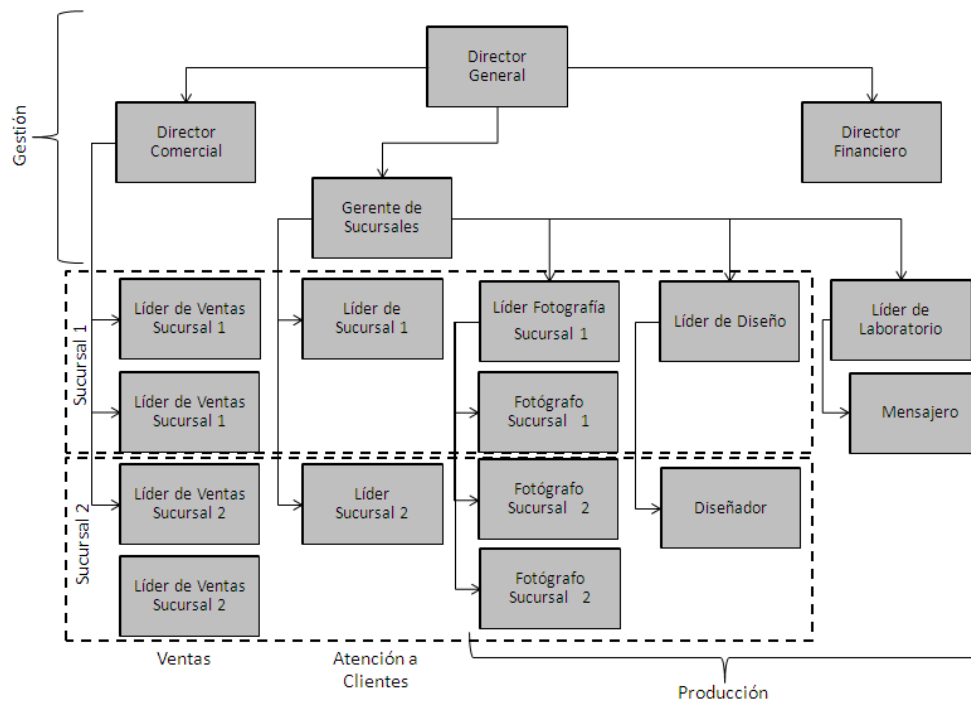 Director
General
Director
Comercial
Director
Financiero
Gestión
Gerente de
Sucursales
Sucursal 1
Líder de Ventas
Sucursal 1
Líder de
Sucursal 1
Líder Fotografía
Sucursal 1
Líder de Diseño
Líder de
Laboratorio
Líder de Ventas
Sucursal 1
Fotógrafo
Sucursal 1
Mensajero
Sucursal 2
Líder de Ventas
Sucursal 2
Líder
Sucursal 2
Fotógrafo
Sucursal 2
Diseñador
Líder de Ventas
Sucursal 2
Fotógrafo
Sucursal 2
Ventas
Atención a
Clientes
Producción